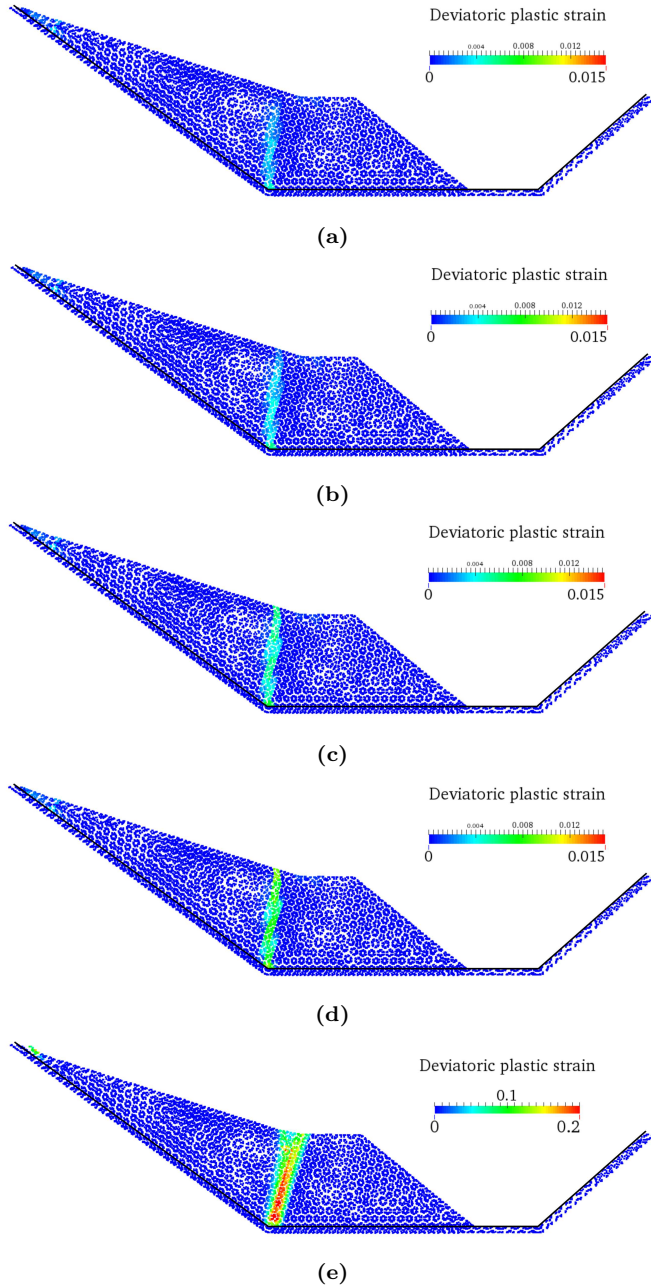 Deviatoric plastic strain
0.004 0.008 0.012
0 0.015
(a)
Deviatoric plastic strain
0.004 0.008 0.012
0 0.015
(b)
Deviatoric plastic strain
0.004 0.008 0.012
0 0.015
(c)
Deviatoric plastic strain
0.004 0.008 0.012
0 0.015
(d)
Deviatoric plastic strain
0.1
0 0.2
(e)